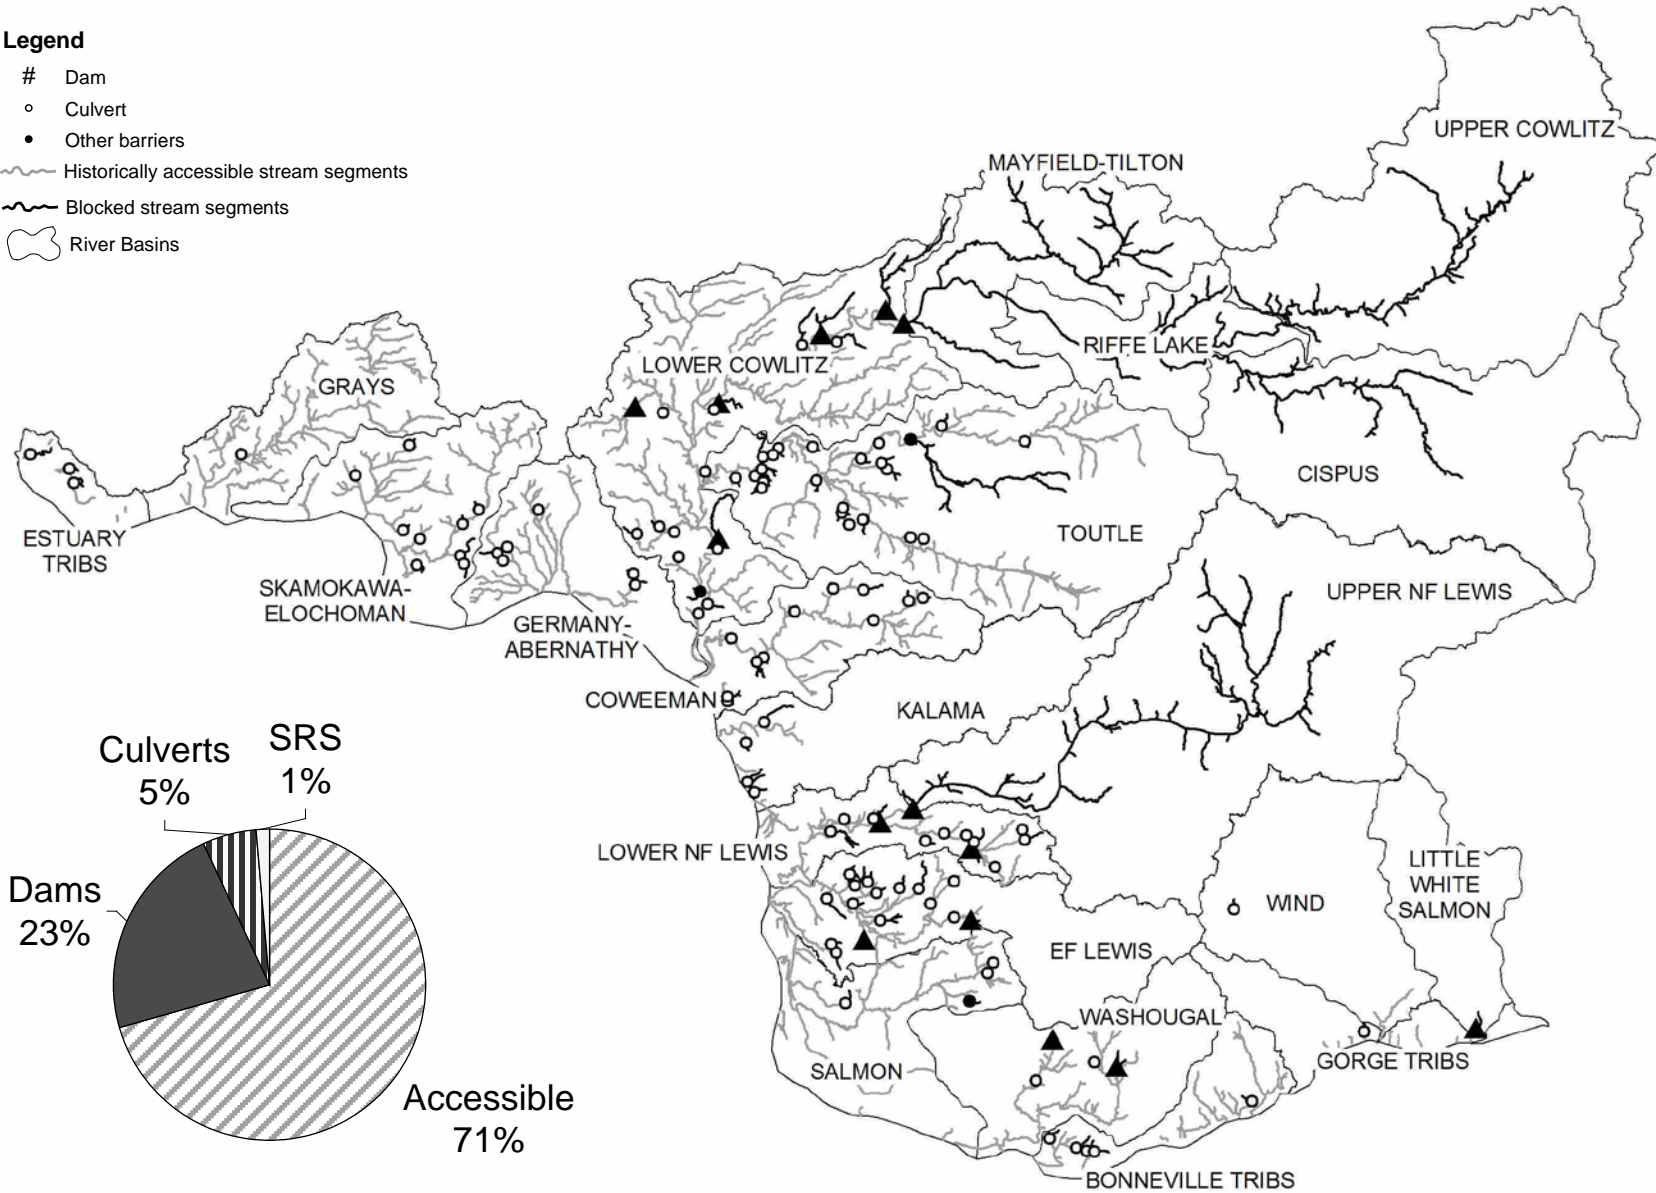 Legend
# Dam
Culvert
Other barriers
Historically accessible stream segments
Blocked stream segments
River Basins
UPPER COWLITZ
MAYFIELD-TILTON
RIFFE LAKE
LOWER COWLITZ
GRAYS
CISPUS
TOUTLE
ESTUARY
TRIBS
SKAMOKAWA-
ELOCHOMAN
GERMANY-
ABERNATHY
UPPER NF LEWIS
COWEEMAN
KALAMA
LOWER NF LEWIS
LITTLE
WHITE
SALMON
WIND
EF LEWIS
WASHOUGAL
GORGE TRIBS
SALMON
BONNEVILLE TRIBS
Culverts
5%
SRS
1%
Dams
23%
Accessible
71%